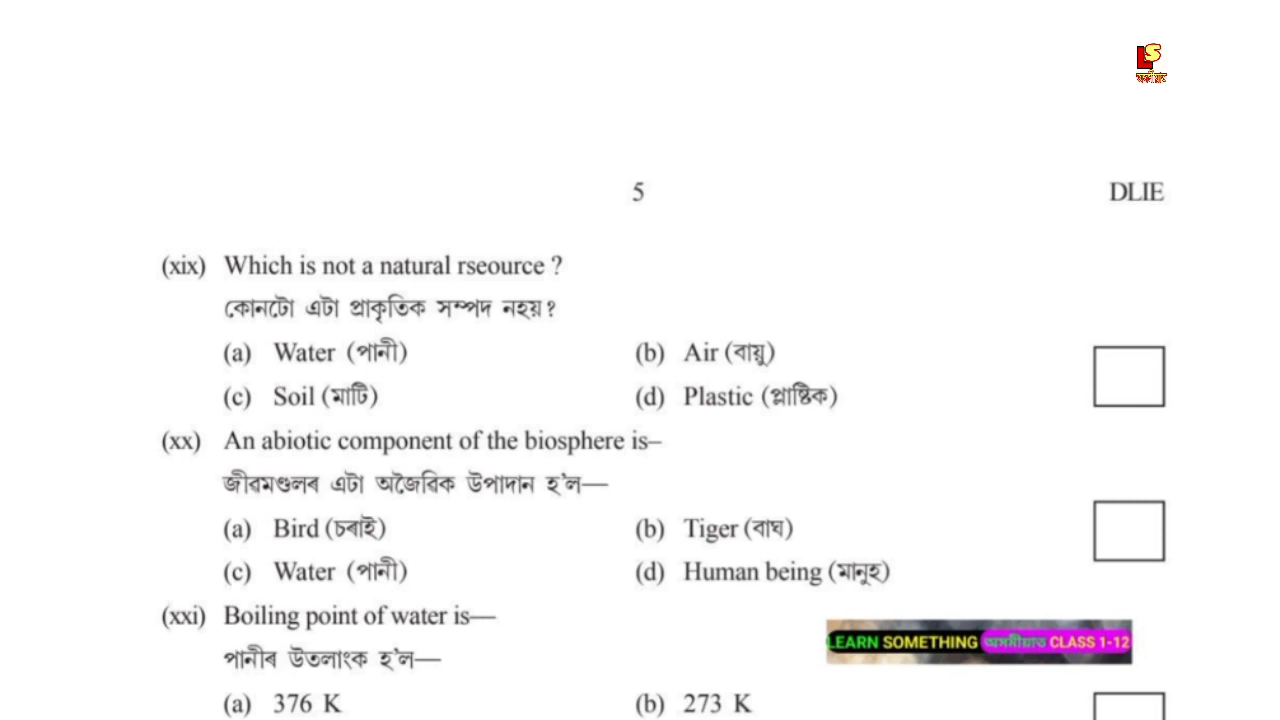 LS
5 DLIE
(xix) Which is not a natural rseource ?
কোনটো এটা প্ৰাকৃতিক সম্পদ নহয় ?
(a) Water (পানী) (b) Air (বায়ু)
(c) Soil (মাটি) (d) Plastic (প্লাষ্টিক)
(xx) An abiotic component of the biosphere is–
জীৱমণ্ডলৰ এটা অজৈৱিক উপাদান হ’ল—
(a) Bird (চৰাই) (b) Tiger (বাঘ)
(c) Water (পানী) (d) Human being (মানুহ)
(xxi) Boiling point of water is—
LEARN SOMETHING অসমীয়াত CLASS 1-12
পানীৰ উতলাংক হ’ল—
(a) 376 K (b) 273 K